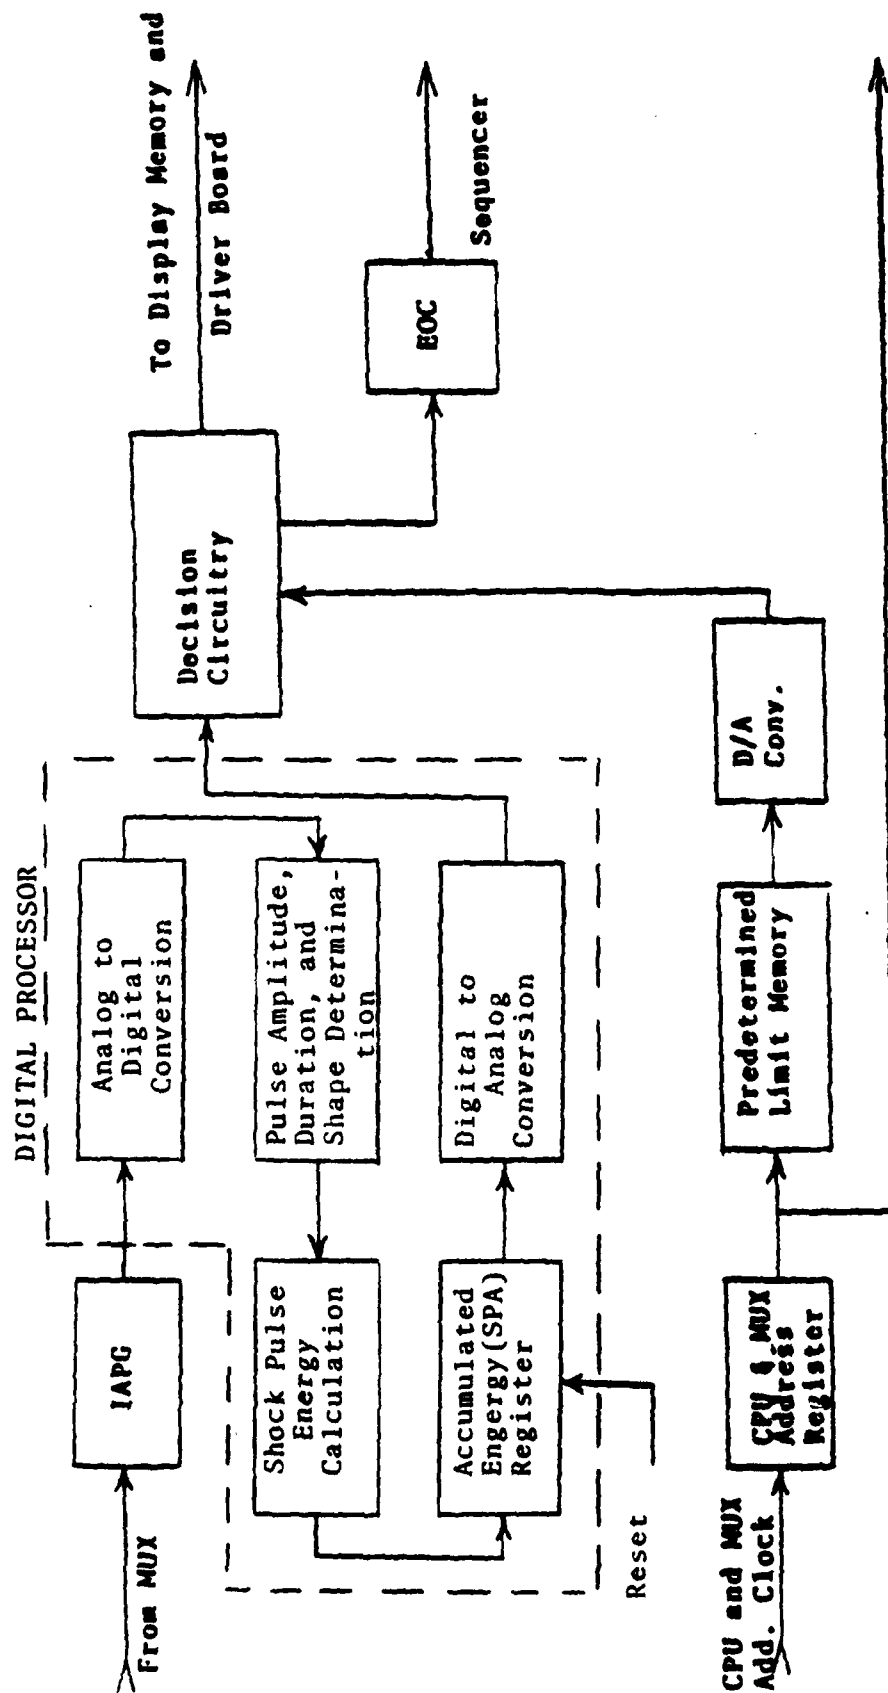 DIGITAL PROCESSOR
From MUX
IAPG
Analog to
Digital
Conversion
To Display Memory and
Driver Board
Decision
Circuitry
Shock Pulse
Energy
Calculation
Pulse Amplitude,
Duration, and
Shape Determina-
tion
EOC
Sequencer
Accumulated
Engergy(SPA)
Register
Digital to
Analog
Conversion
Reset
CPU and MUX
Add. Clock
CPU & MUX
Address
Register
Predetermined
Limit Memory
D/A
Conv.